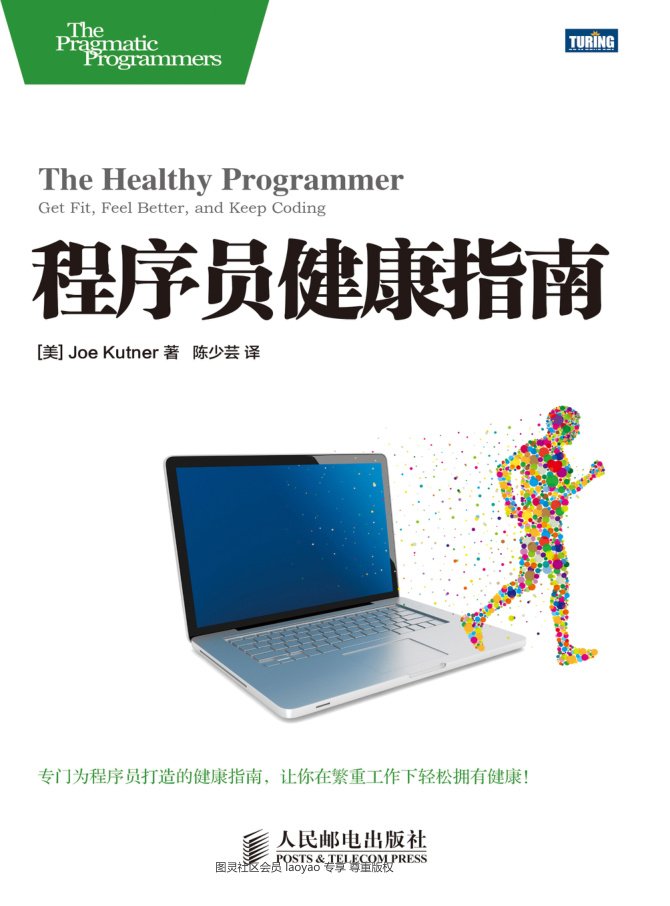 The
Pragmatic
Programmers
TURING
The Healthy Programmer
Get Fit, Feel Better, and Keep Coding
程序员健康指南
[美] Joe Kutner 著 陈少芸 译
专门为程序员打造的健康指南，让你在繁重工作下轻松拥有健康！
人民邮电出版社
POSTS & TELECOM PRESS
图灵社区会员 laoyao 专享 尊重版权